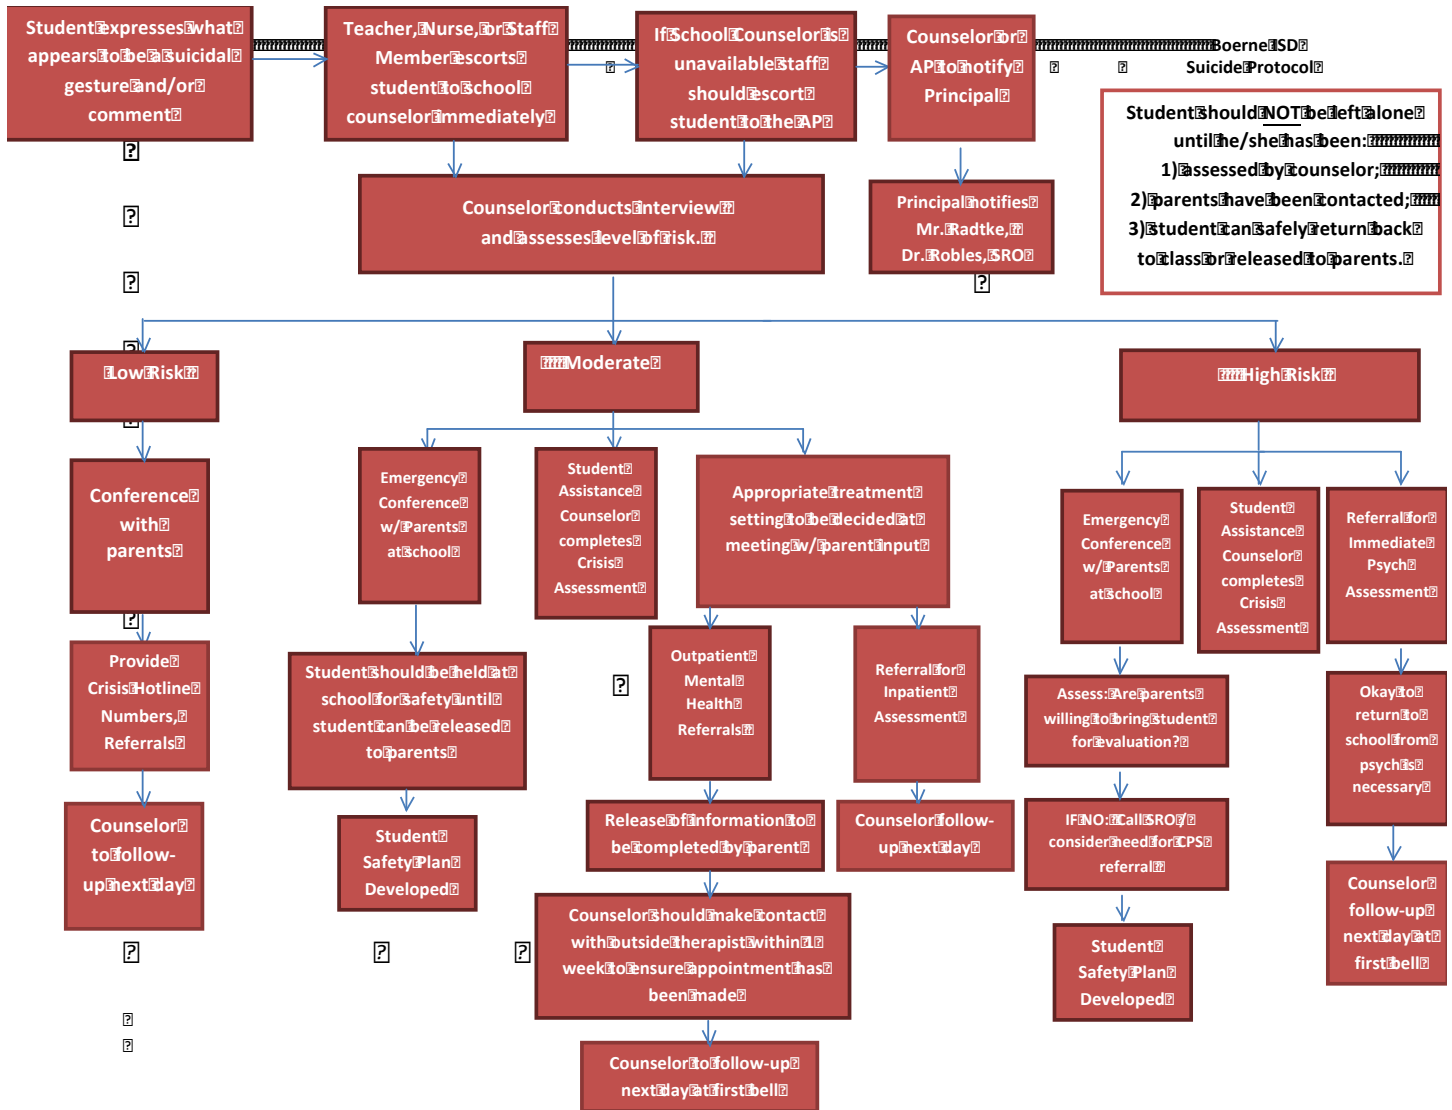 Student expresses what
appears to be a suicidal
gesture and/or
comment
Teacher, Nurse, or Staff
Member escorts
student to school
counselor immediately
If School Counselor is
unavailable staff
should escort
student to the AP
Counselor or
AP to notify
Principal
Boerne ISD
Suicide Protocol
Student should NOT be left alone
until he/she has been:
1) assessed by counselor;
2) parents have been contacted;
3) student can safely return back
to class or released to parents.
Counselor conducts interview
and assesses level of risk.
Principal notifies
Mr. Radtke,
Dr. Robles, SRO
Low Risk
Moderate
High Risk
Conference
with
parents
Provide
Crisis Hotline
Numbers,
Referrals
Counselor
to follow-
up next day
Emergency
Conference
w/ Parents
at school
Student should be held at
school for safety until
student can be released
to parents
Student
Safety Plan
Developed
Student
Assistance
Counselor
completes
Crisis
Assessment
Appropriate treatment
setting to be decided at
meeting w/ parent input
Outpatient
Mental
Health
Referrals
Release of information to
be completed by parent
Counselor should make contact
with outside therapist within 1
week to ensure appointment has
been made
Counselor to follow-up
next day at first bell
Referral for
Inpatient
Assessment
Counselor follow-
up next day
Emergency
Conference
w/ Parents
at school
Assess: Are parents
willing to bring student
for evaluation?
IF NO: Call SRO /
consider need for CPS
referral
Student
Safety Plan
Developed
Student
Assistance
Counselor
completes
Crisis
Assessment
Referral for
Immediate
Psych
Assessment
Okay to
return to
school from
psych is
necessary
Counselor
follow-up
next day at
first bell